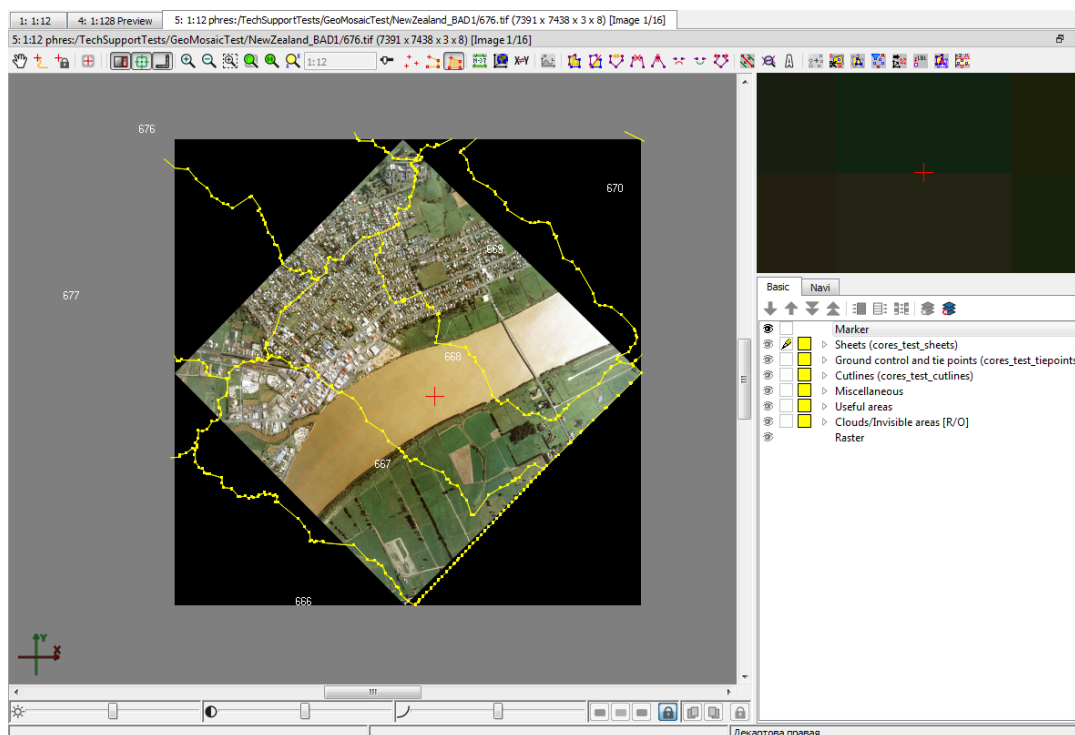 1: 1:12
4: 1:128 Preview
5: 1:12 phres:/TechSupportTests/GeoMosaicTest/NewZealand_BAD1/676.tif (7391 x 7438 x 3 x 8) [Image 1/16]
5: 1:12 phres:/TechSupportTests/GeoMosaicTest/NewZealand_BAD1/676.tif (7391 x 7438 x 3 x 8) [Image 1/16]
1:12
X=Y
676
670
669
677
668
667
666
Y
X
Basic
Navi
Marker
Sheets (cores_test_sheets)
Ground control and tie points (cores_test_tiepoints
Cutlines (cores_test_cutlines)
Miscellaneous
Useful areas
Clouds/Invisible areas [R/O]
Raster
Декартова правая